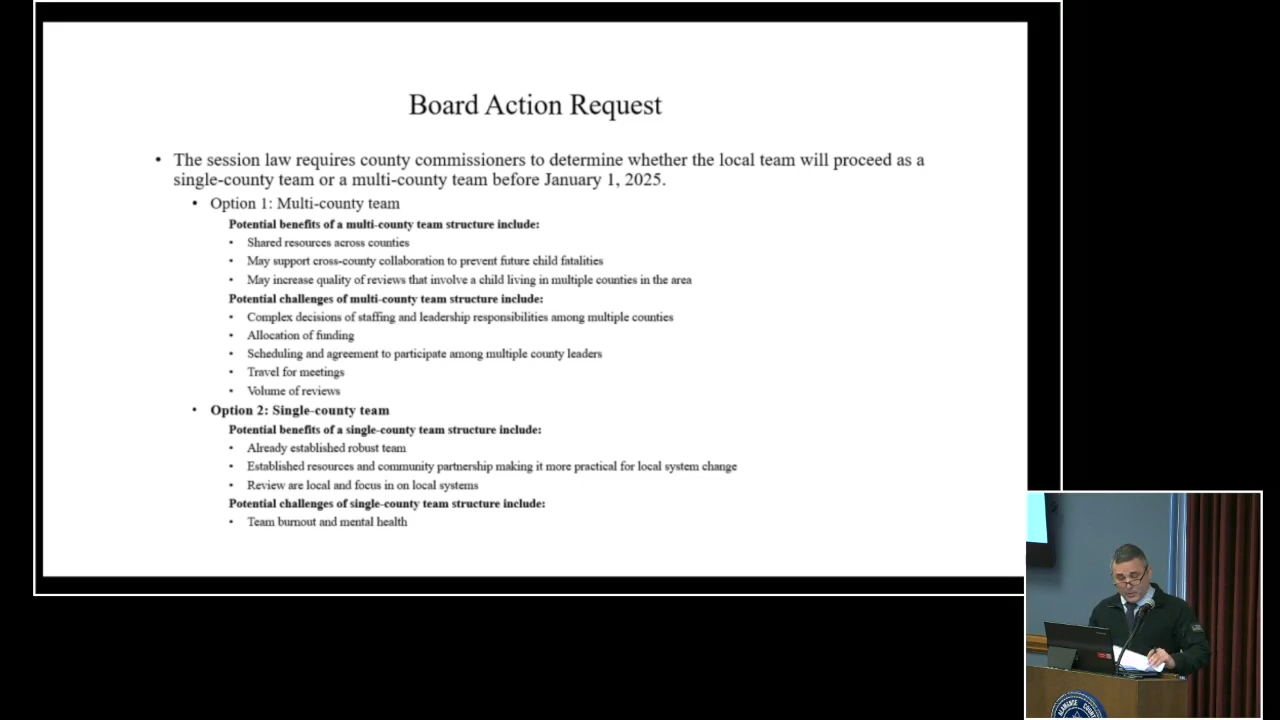 Board Action Request
• The session law requires county commissioners to determine whether the local team will proceed as a
single-county team or a multi-county team before January 1, 2025.
• Option 1: Multi-county team
Potential benefits of a multi-county team structure include:
• Shared resources across counties
• May support cross-county collaboration to prevent future child fatalities
• May increase quality of reviews that involve a child living in multiple counties in the area
Potential challenges of multi-county team structure include:
• Complex decisions of staffing and leadership responsibilities among multiple counties
• Allocation of funding
• Scheduling and agreement to participate among multiple county leaders
• Travel for meetings
• Volume of reviews
• Option 2: Single-county team
Potential benefits of a single-county team structure include:
• Already established robust team
• Established resources and community partnership making it more practical for local system change
• Review are local and focus in on local systems
Potential challenges of single-county team structure include:
• Team burnout and mental health
ALAMANCE COUNTY